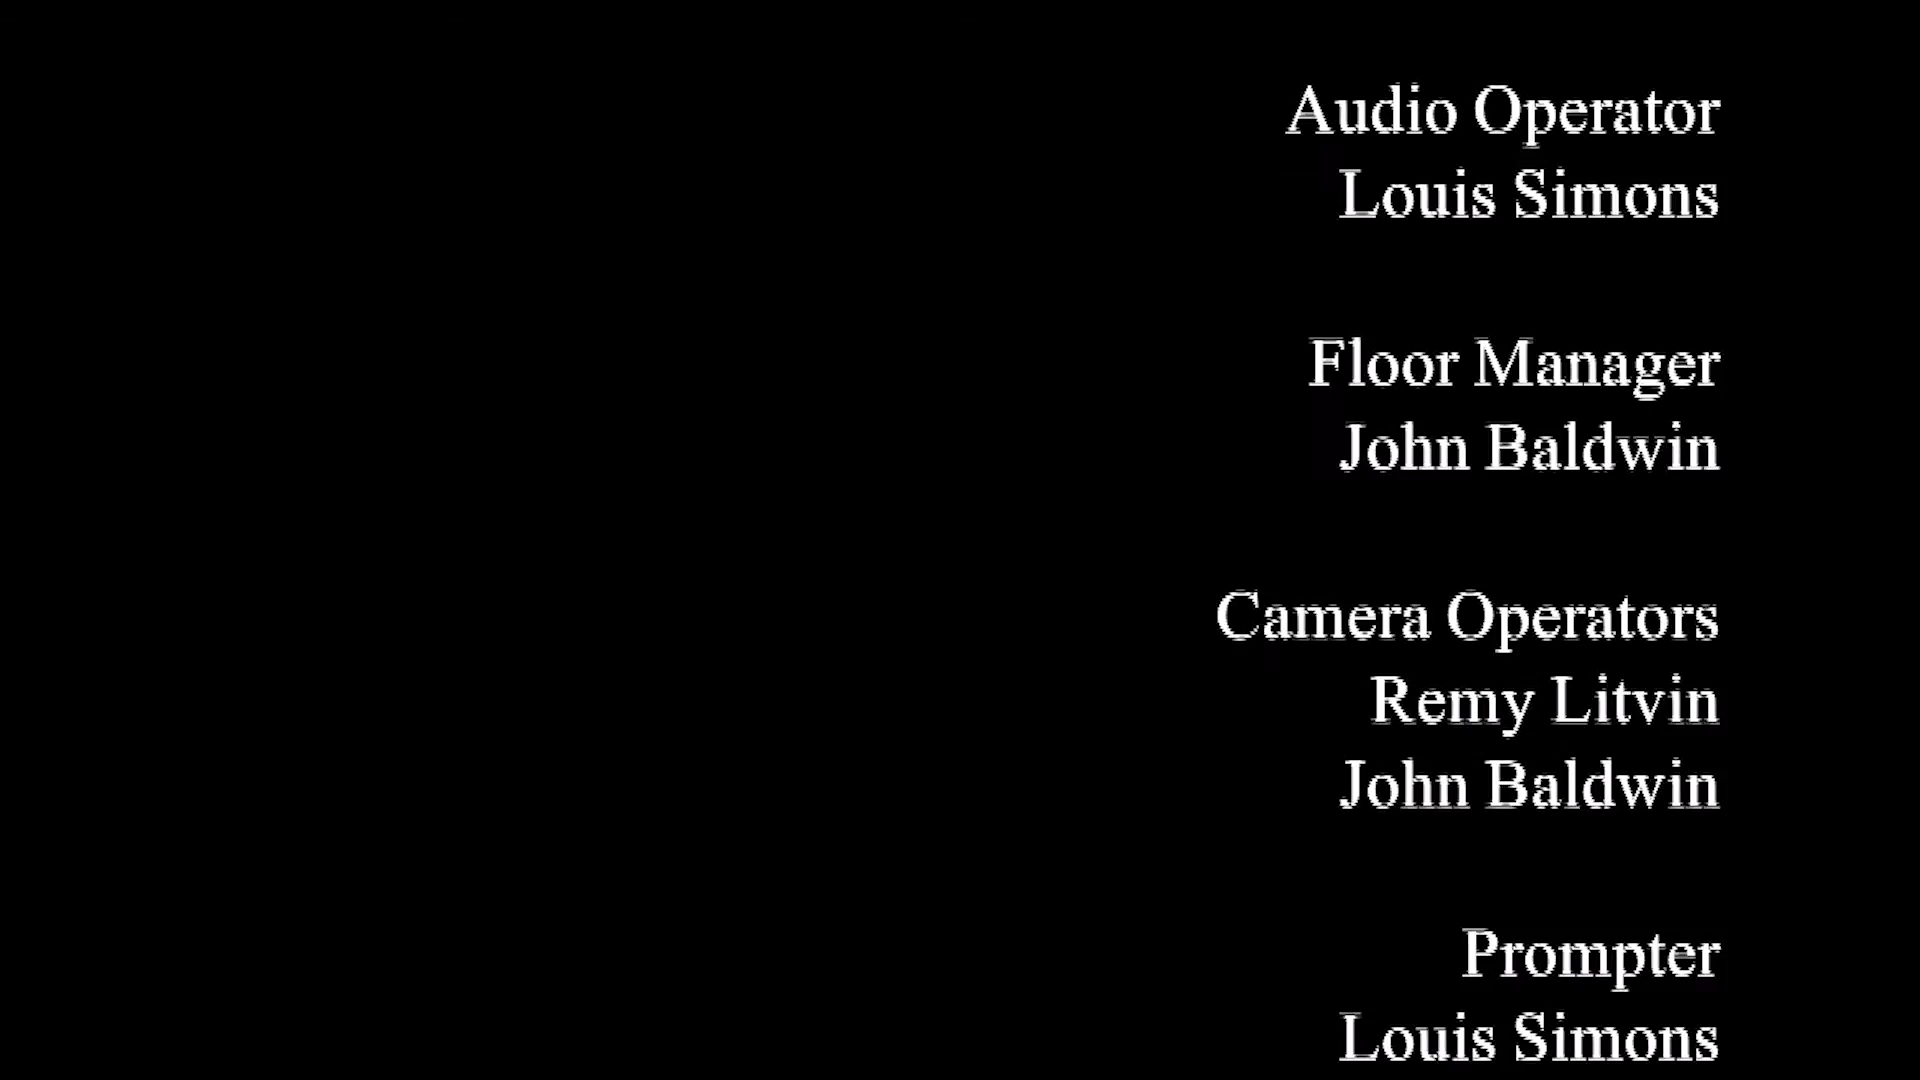 Audio Operator
Louis Simons
Floor Manager
John Baldwin
Camera Operators
Remy Litvin
John Baldwin
Prompter
Louis Simons